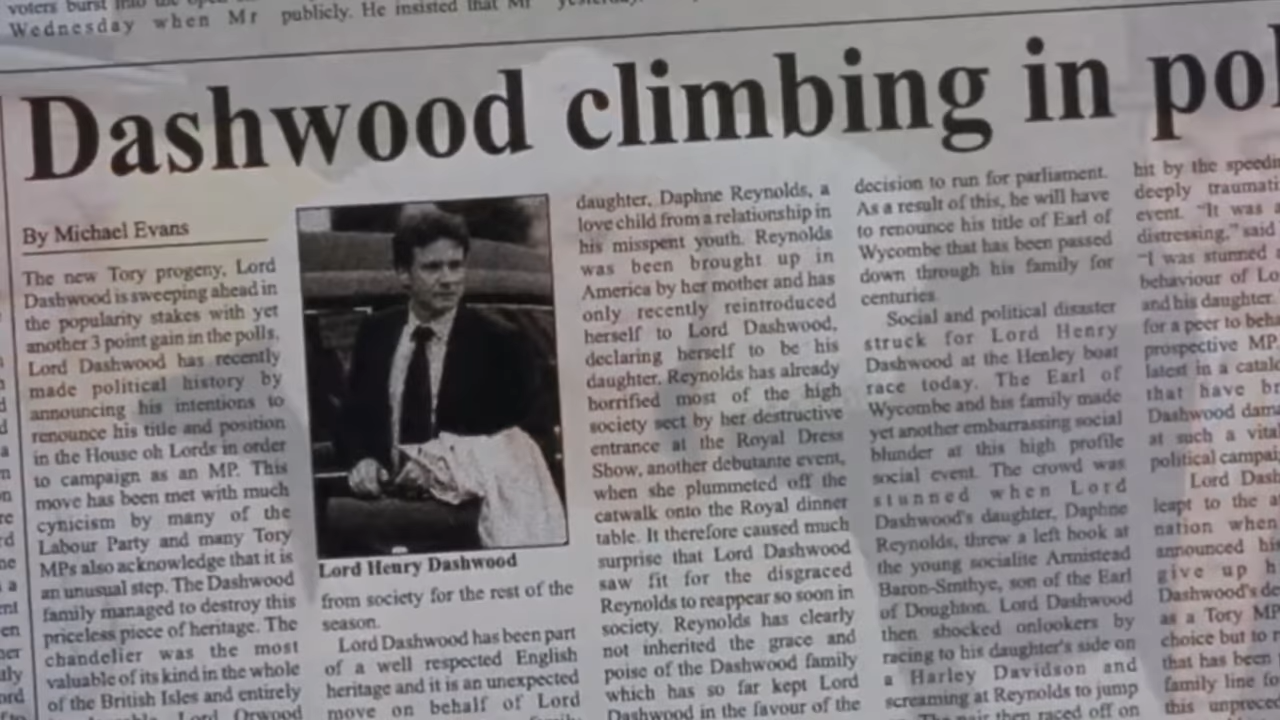 voters burst
Wednesday when Mr
publicly. He insisted that Mr
yesterday.
Dashwood climbing in pol
By Michael Evans
The new Tory progeny, Lord
Dashwood is sweeping ahead in
the popularity stakes with yet
another 3 point gain in the polls.
Lord Dashwood has recently
made political history by
announcing his intentions to
renounce his title and position
in the House oh Lords in order
to campaign as an MP. This
move has been met with much
cynicism by many of the
Labour Party and many Tory
MPs also acknowledge that it is
an unusual step. The Dashwood
family managed to destroy this
priceless piece of heritage. The
chandelier was the most
valuable of its kind in the whole
of the British Isles and entirely
Lord Orwood
Lord Henry Dashwood
from society for the rest of the
season.
Lord Dashwood has been part
of a well respected English
heritage and it is an unexpected
move on behalf of Lord
daughter, Daphne Reynolds, a
love child from a relationship in
his misspent youth. Reynolds
was been brought up in
America by her mother and has
only recently reintroduced
herself to Lord Dashwood,
declaring herself to be his
daughter. Reynolds has already
horrified most of the high
society sect by her destructive
entrance at the Royal Dress
Show, another debutante event,
when she plummeted off the
catwalk onto the Royal dinner
table. It therefore caused much
surprise that Lord Dashwood
saw fit for the disgraced
Reynolds to reappear so soon in
society. Reynolds has clearly
not inherited the grace and
poise of the Dashwood family
which has so far kept Lord
Dashwood in the favour of the
decision to run for parliament.
As a result of this, he will have
to renounce his title of Earl of
Wycombe that has been passed
down through his family for
centuries.
Social and political disaster
struck for Lord Henry
Dashwood at the Henley boat
race today. The Earl of
Wycombe and his family made
yet another embarrassing social
blunder at this high profile
social event. The crowd was
stunned when Lord
Dashwood's daughter, Daphne
Reynolds, threw a left hook at
the young socialite Armistead
Baron-Smthye, son of the Earl
of Doughton. Lord Dashwood
then shocked onlookers by
racing to his daughter's side on
a Harley Davidson and
screaming at Reynolds to jump
The pair then raced off on
hit by the speedin
deeply traumati
event. "It was
distressing," said
"I was stunned
behaviour of Lo
and his daughter.
for a peer to beha
prospective MP.
latest in a catalo
that have br
Dashwood dam
at such a vital
political campai
Lord Dash
leapt to the a
nation when
announced his
give up h
Dashwood's de
as a Tory MP
choice but to r
that has been
family line fo
this unprece